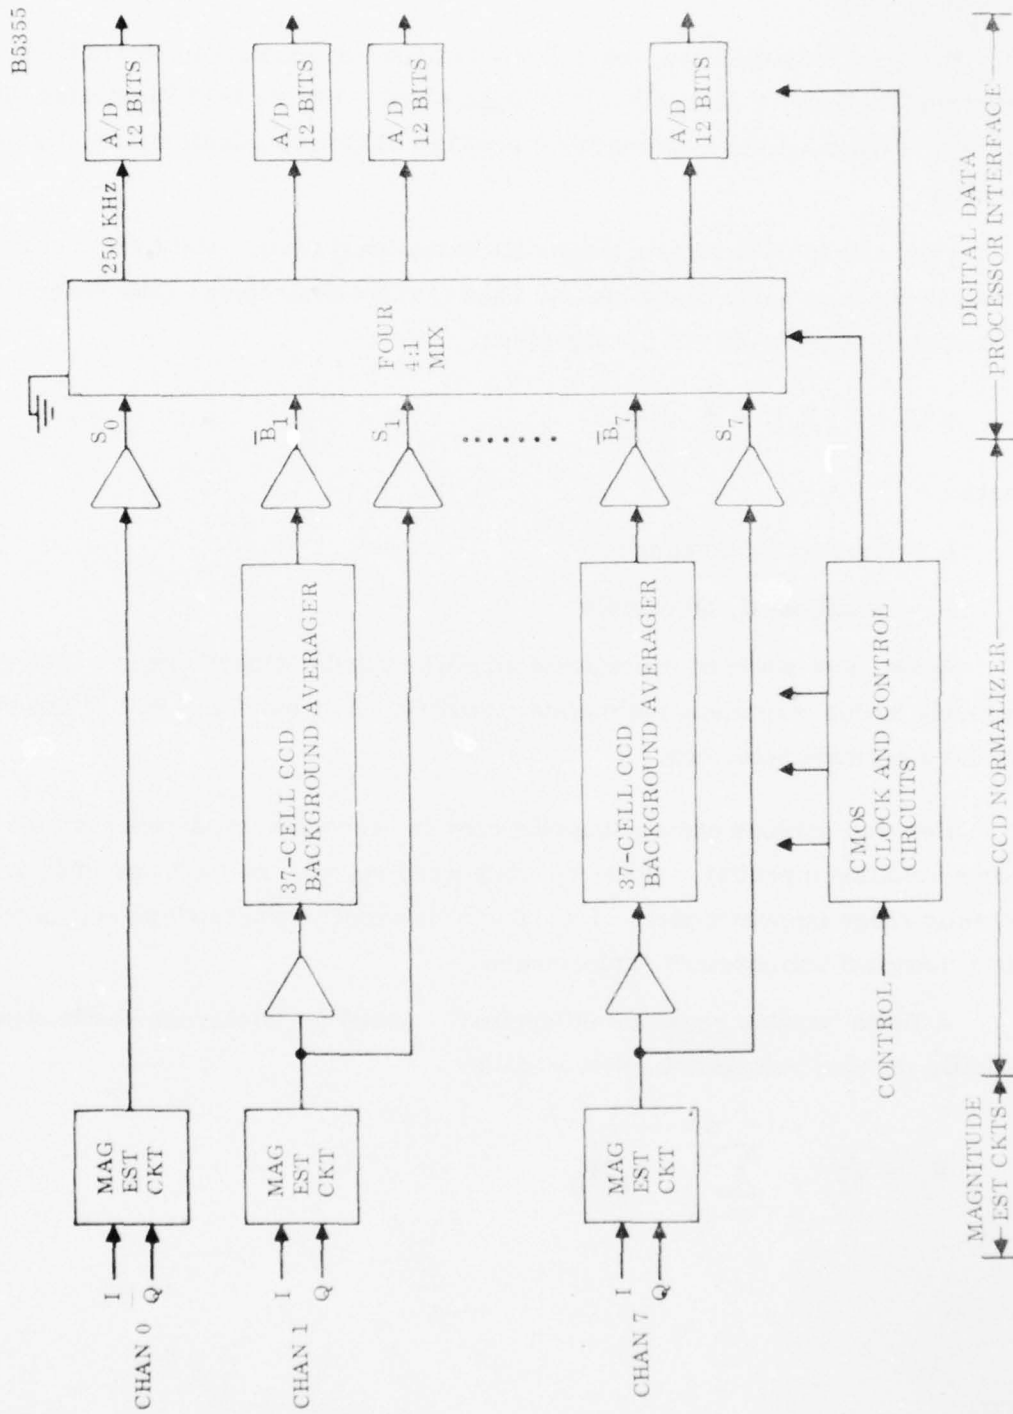 B5355
CHAN 0
I
Q
MAG
EST
CKT
S0
250 KHz
A/D
12 BITS
CHAN 1
I
Q
MAG
EST
CKT
37-CELL CCD
BACKGROUND AVERAGER
B̅1
S1
FOUR
4:1
MIX
A/D
12 BITS
A/D
12 BITS
CHAN 7
I
Q
MAG
EST
CKT
37-CELL CCD
BACKGROUND AVERAGER
B̅7
S7
A/D
12 BITS
CONTROL
CMOS
CLOCK AND CONTROL
CIRCUITS
MAGNITUDE
EST CKTS
CCD NORMALIZER
DIGITAL DATA
PROCESSOR INTERFACE